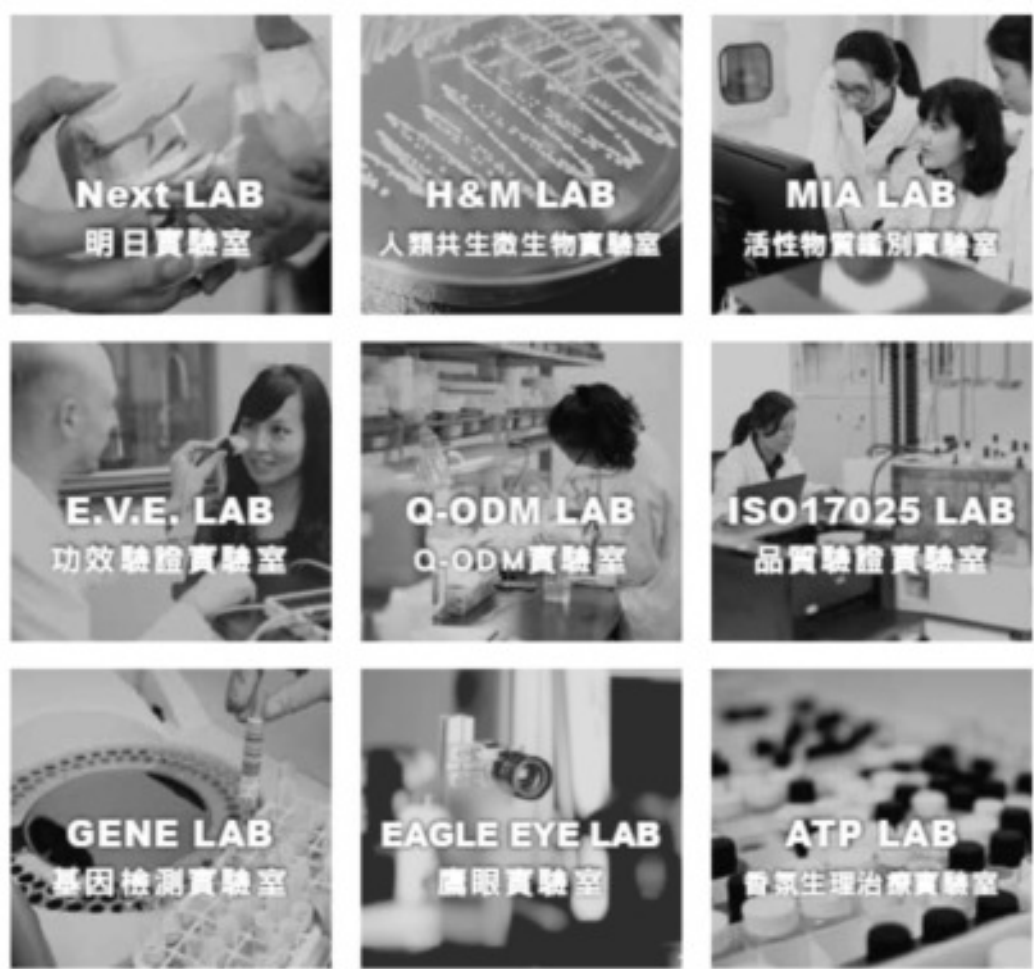 Next LAB
明日實驗室
H&M LAB
人類共生微生物實驗室
MIA LAB
活性物質鑑別實驗室
E.V.E. LAB
功效驗證實驗室
Q-ODM LAB
Q-ODM實驗室
ISO17025 LAB
品質驗證實驗室
GENE LAB
基因檢測實驗室
EAGLE EYE LAB
鷹眼實驗室
ATP LAB
香氛生理治療實驗室